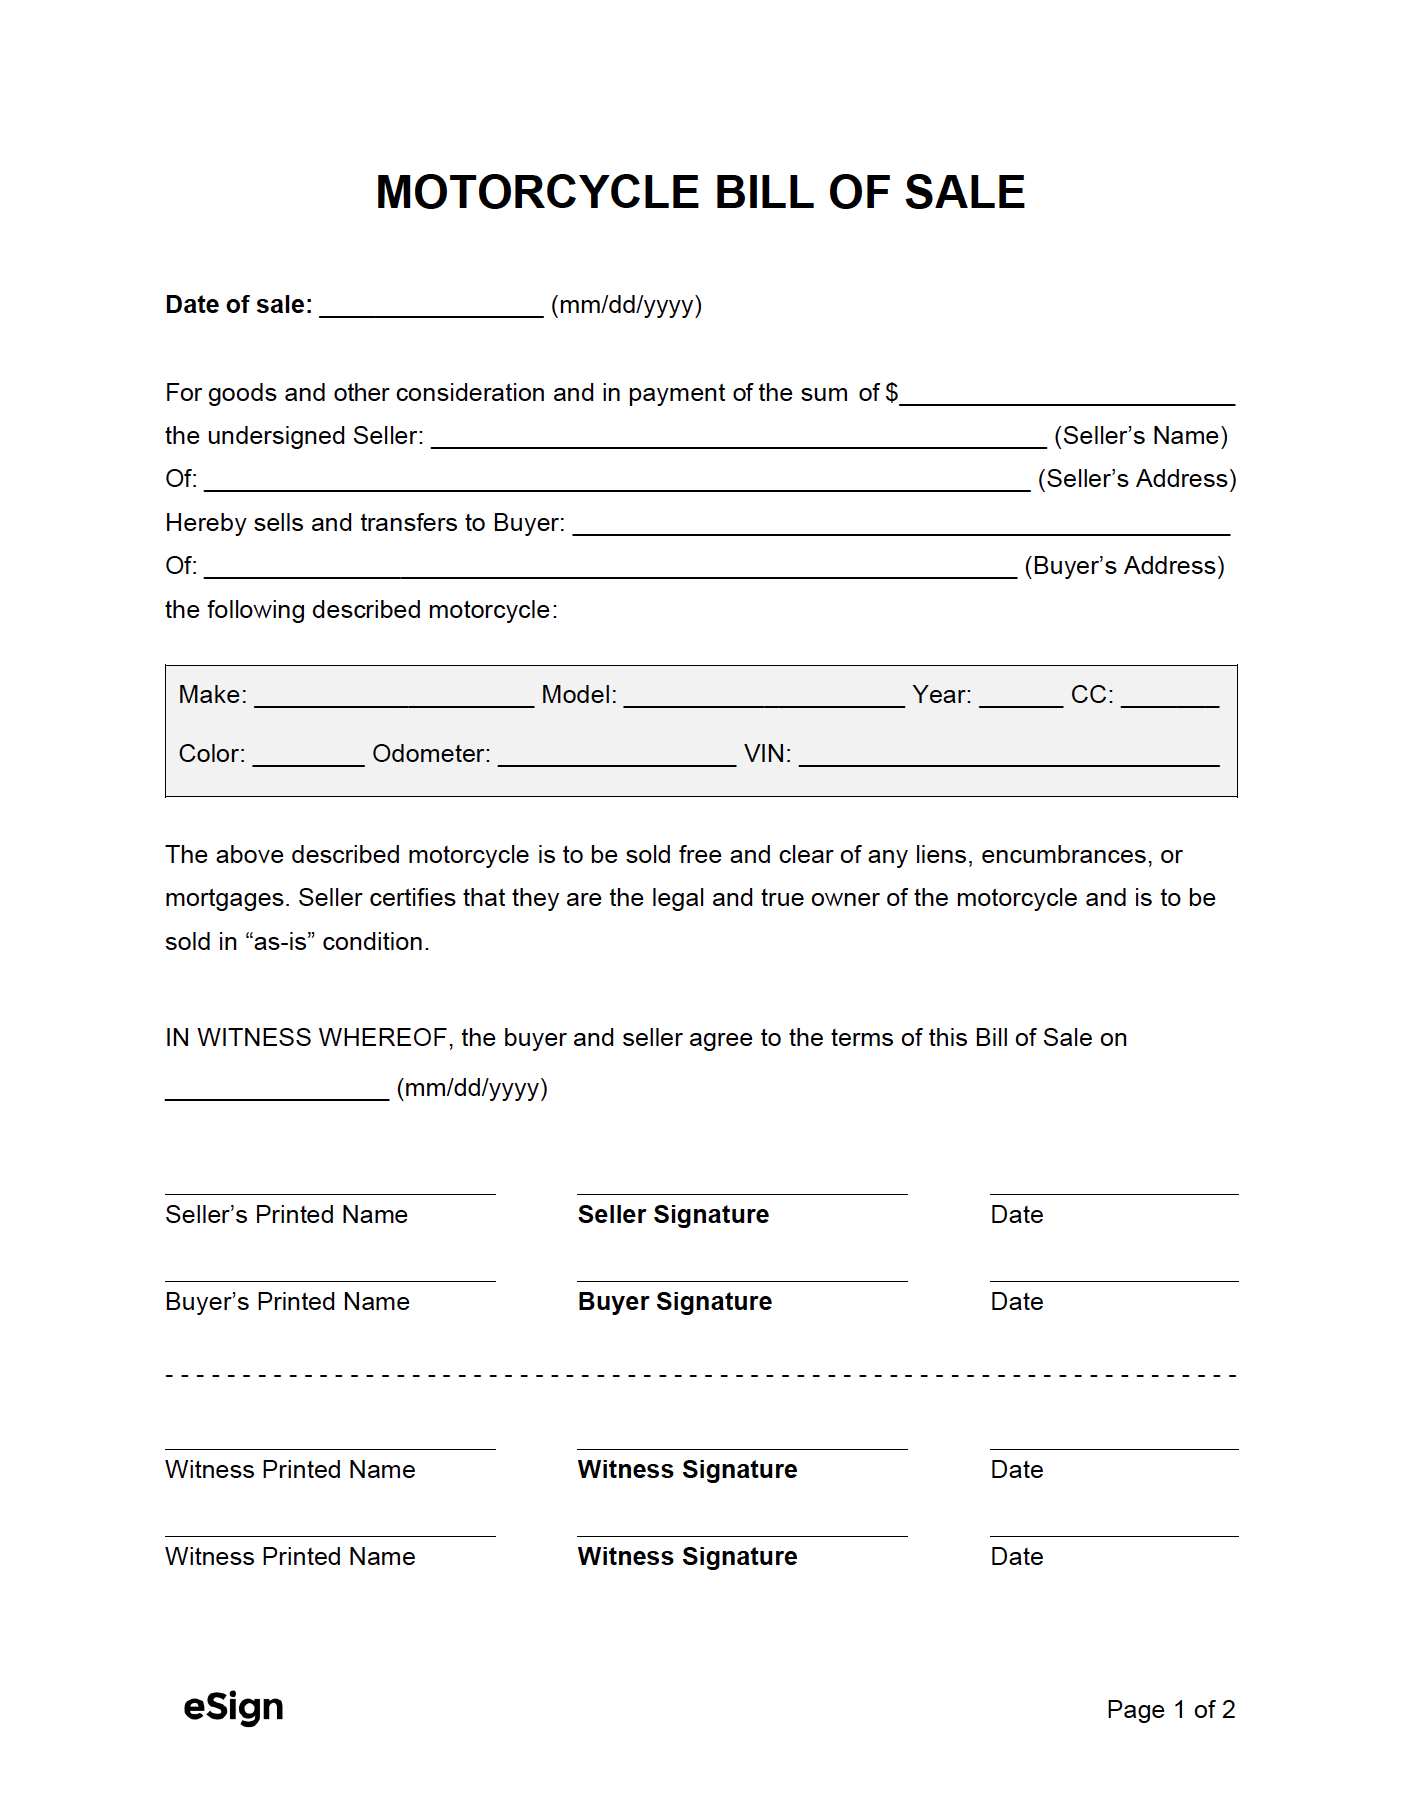 MOTORCYCLE BILL OF SALE
Date of sale: ________________ (mm/dd/yyyy)
For goods and other consideration and in payment of the sum of $________________________
the undersigned Seller: ____________________________________________ (Seller’s Name)
Of: ___________________________________________________________ (Seller’s Address)
Hereby sells and transfers to Buyer: _______________________________________________
Of: __________________________________________________________ (Buyer’s Address)
the following described motorcycle:
Make: ____________________ Model: ____________________ Year: ______ CC: _______
Color: ________ Odometer: _________________ VIN: ______________________________
The above described motorcycle is to be sold free and clear of any liens, encumbrances, or
mortgages. Seller certifies that they are the legal and true owner of the motorcycle and is to be
sold in “as-is” condition.
IN WITNESS WHEREOF, the buyer and seller agree to the terms of this Bill of Sale on
________________ (mm/dd/yyyy)
Seller’s Printed Name Seller Signature Date
Buyer’s Printed Name Buyer Signature Date
- - - - - - - - - - - - - - - - - - - - - - - - - - - - - - - - - - - - - - - - - - - - - - - - - - - - - - - - - - - - - - - - - - - - - -
Witness Printed Name Witness Signature Date
Witness Printed Name Witness Signature Date
eSign Page 1 of 2